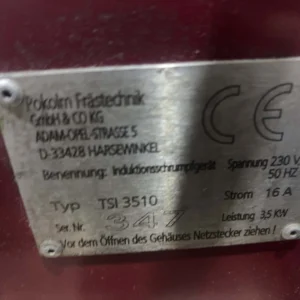 Pokolm Frästechnik
GmbH & CO KG
ADAM-OPEL-STRASSE 5
D-33428 HARSEWINKEL
CE
Benennung: Induktionsschrumpfgerät Spannung 230 V
50 HZ
Typ TSI 3510 Strom 16 A
Ser. Nr. 347 Leistung 3,5 KW
Vor dem Öffnen des Gehäuses Netzstecker ziehen !